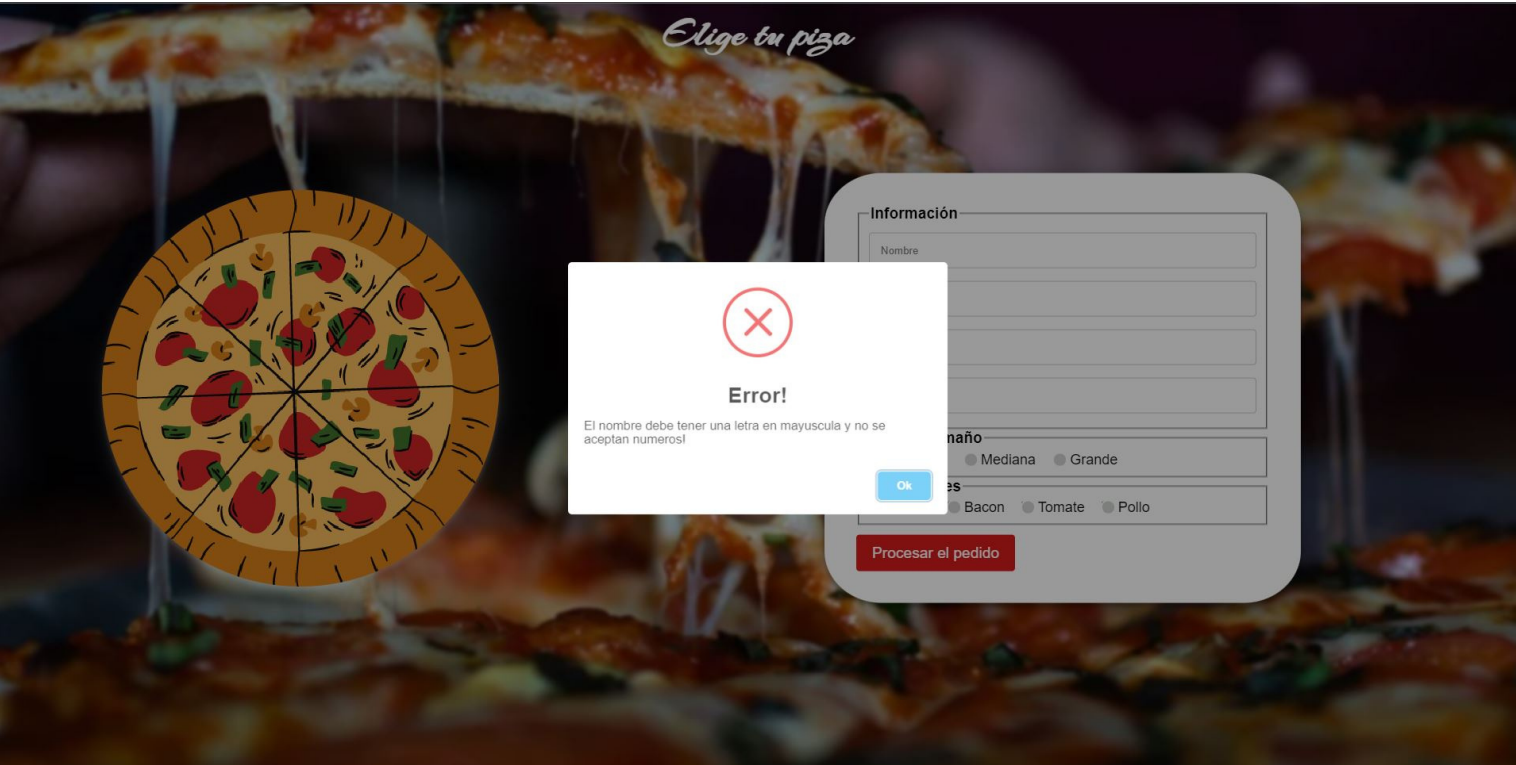 Elige tu piza
Información
Nombre
Error!
El nombre debe tener una letra en mayuscula y no se
aceptan numeros!
Ok
Mediana Grande
Bacon Tomate Pollo
Procesar el pedido